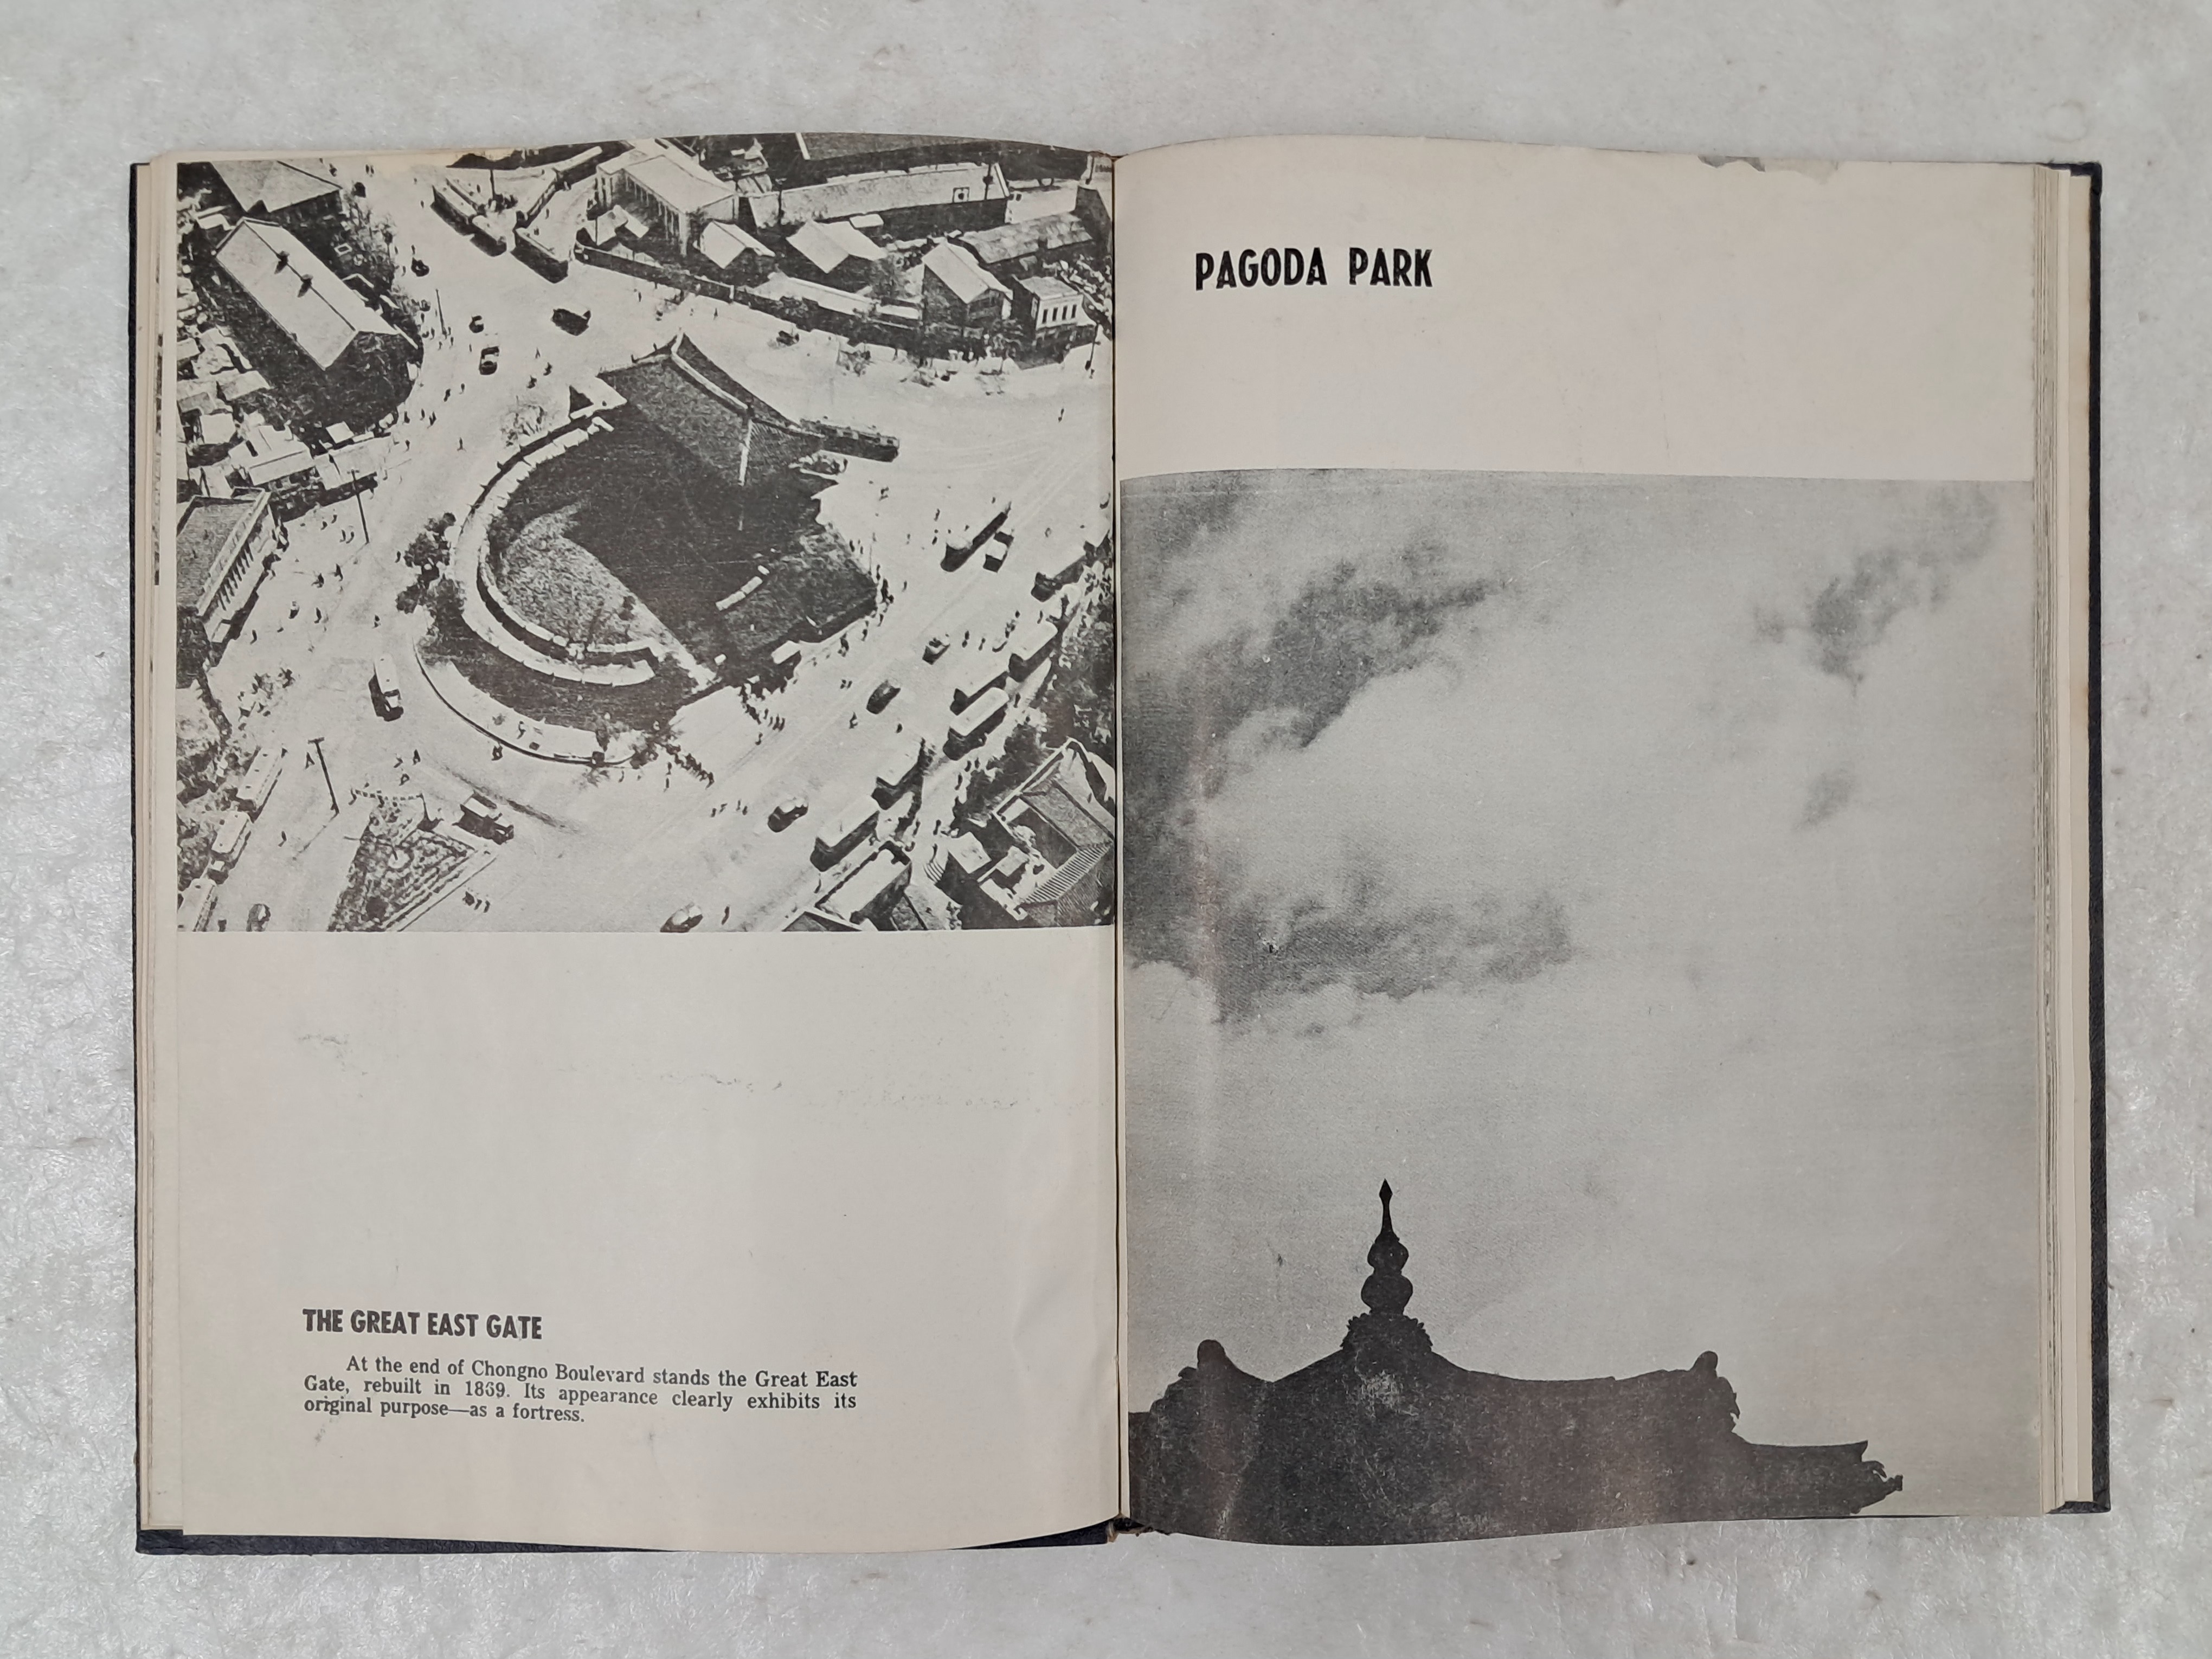 THE GREAT EAST GATE
At the end of Chongno Boulevard stands the Great East
Gate, rebuilt in 1869. Its appearance clearly exhibits its
original purpose—as a fortress.
PAGODA PARK